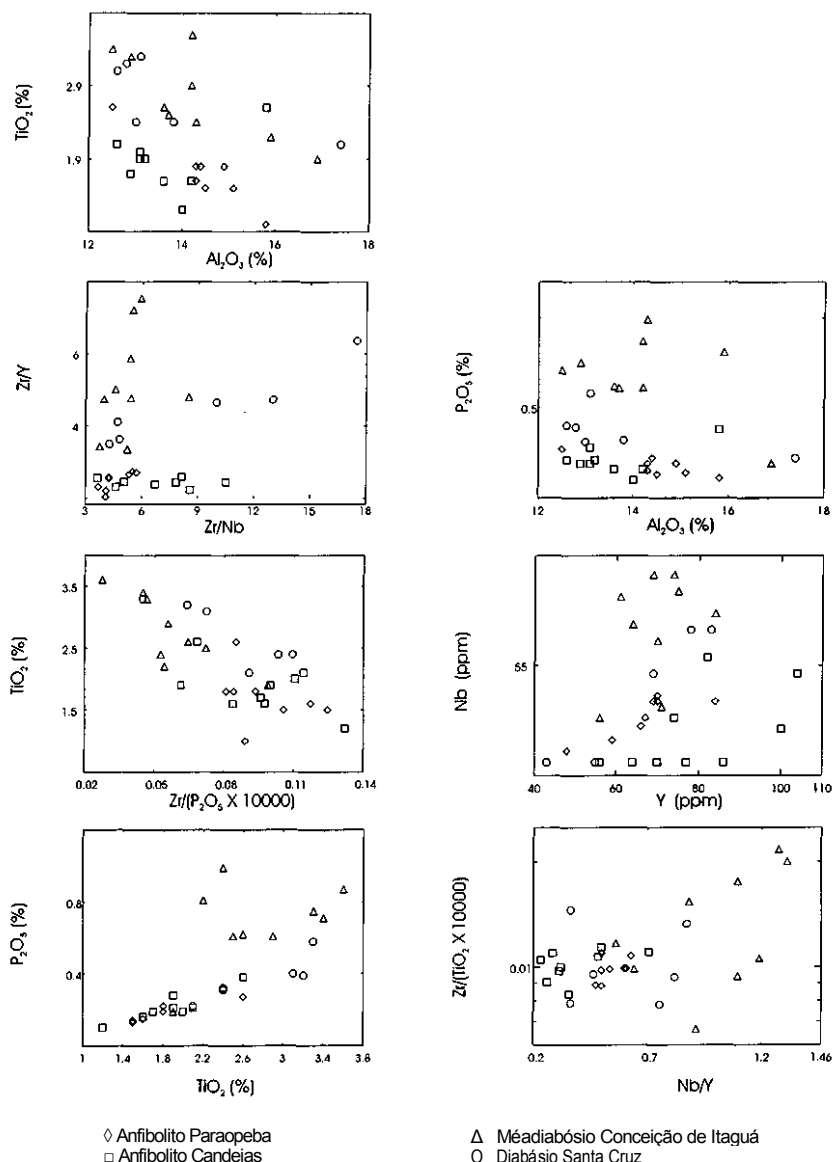 TiO₂ (%)
2.9
1.9
12
14
16
18
Al₂O₃ (%)
Zr/Y
6
4
3
6
9
12
15
18
Zr/Nb
P₂O₅ (%)
0.5
12
14
16
18
Al₂O₃ (%)
TiO₂ (%)
3.5
2.5
1.5
0.02
0.05
0.08
0.11
0.14
Zr/(P₂O₅ X 10000)
Nb (ppm)
65
40
60
80
100
110
Y (ppm)
P₂O₅ (%)
0.8
0.4
1
1.4
1.8
2.2
2.6
3
3.4
3.8
TiO₂ (%)
Zr/(TiO₂ X 10000)
0.01
0.2
0.7
1.2
1.46
Nb/Y
◊ Anfibolito Paraopeba
□ Anfibolito Candeias
Δ Méadiabósio Conceição de Itaguá
O Diabásio Santa Cruz